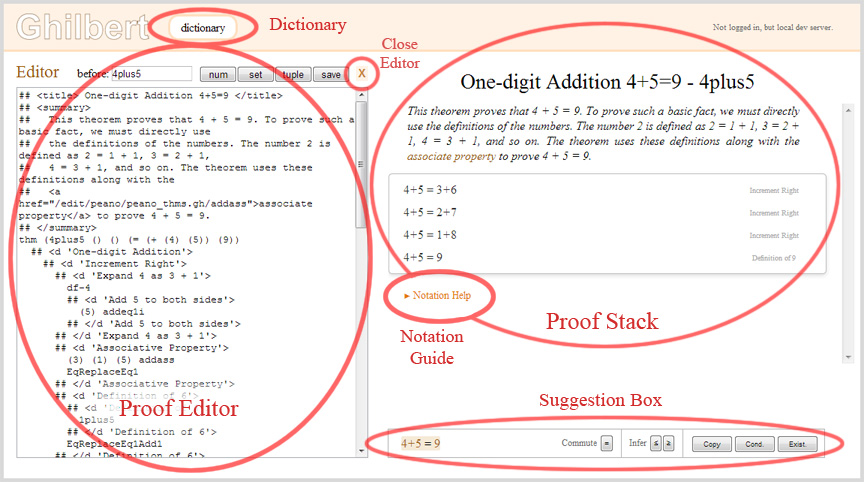 Ghilbert
dictionary
Dictionary
Not logged in, but local dev server.
Close
Editor
Editor
before: 4plus5
num
set
tuple
save
X
## <title> One-digit Addition 4+5=9 </title>
## <summary>
##   This theorem proves that 4 + 5 = 9. To prove such a
basic fact, we must directly use
##   the definitions of the numbers. The number 2 is
defined as 2 = 1 + 1, 3 = 2 + 1,
##   4 = 3 + 1, and so on. The theorem uses these
definitions along with the
##   <a
href="/edit/peano/peano_thms.gh/addass">associate
property</a> to prove 4 + 5 = 9.
## </summary>
thm (4plus5 () () (= (+ (4) (5)) (9))
## <d 'One-digit Addition'>
## <d 'Increment Right'>
## <d 'Expand 4 as 3 + 1'>
df-4
## <d 'Add 5 to both sides'>
(5) addeq1i
## </d 'Add 5 to both sides'>
## </d 'Expand 4 as 3 + 1'>
## <d 'Associative Property'>
(3) (1) (5) addass
EqReplaceEq1
## </d 'Associative Property'>
## <d 'Definition of 6'>
## <d 'D
1plus5
## </d 'Definition of 6'>
EqReplaceEq1Add1
## </d 'Definition of 6'>
Proof Editor
One-digit Addition 4+5=9 - 4plus5
This theorem proves that 4 + 5 = 9. To prove such a basic fact, we must directly
use the definitions of the numbers. The number 2 is defined as 2 = 1 + 1, 3 = 2 +
1, 4 = 3 + 1, and so on. The theorem uses these definitions along with the
associate property to prove 4 + 5 = 9.
4+5 = 3+6 Increment Right
4+5 = 2+7 Increment Right
4+5 = 1+8 Increment Right
4+5 = 9 Definition of 9
► Notation Help
Notation
Guide
Proof Stack
Suggestion Box
4+5 = 9
Commute =
Infer ≤ ≥
Copy
Cond.
Exist.